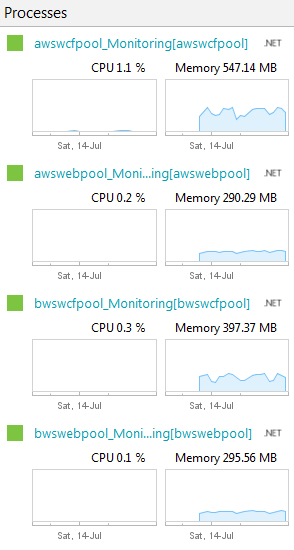 Processes
awswcfpool_Monitoring[awswcfpool] .NET
CPU 1.1 % Memory 547.14 MB
Sat, 14-Jul Sat, 14-Jul
awswebpool_Moni...ing[awswebpool] .NET
CPU 0.2 % Memory 290.29 MB
Sat, 14-Jul Sat, 14-Jul
bwswcfpool_Monitoring[bwswcfpool] .NET
CPU 0.3 % Memory 397.37 MB
Sat, 14-Jul Sat, 14-Jul
bwswebpool_Moni...ing[bwswebpool] .NET
CPU 0.1 % Memory 295.56 MB
Sat, 14-Jul Sat, 14-Jul